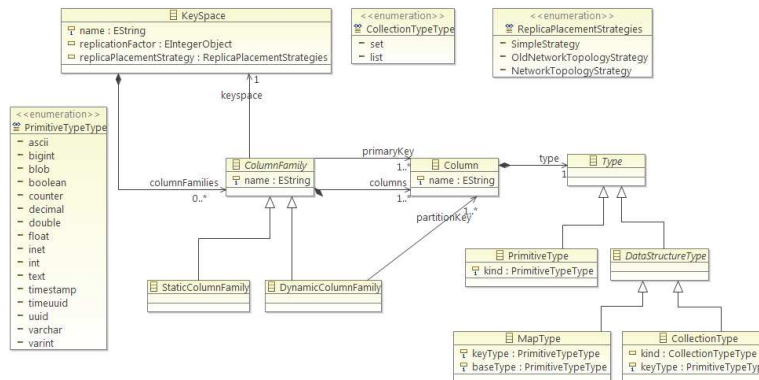 KeySpace
name : EString
replicationFactor : EIntegerObject
replicaPlacementStrategy : ReplicaPlacementStrategies
<<enumeration>>
CollectionTypeType
set
list
<<enumeration>>
ReplicaPlacementStrategies
SimpleStrategy
OldNetworkTopologyStrategy
NetworkTopologyStrategy
1
keyspace
<<enumeration>>
PrimitiveTypeType
ascii
bigint
blob
boolean
counter
decimal
double
float
inet
int
text
timestamp
timeuuid
uuid
varchar
varint
columnFamilies
0..*
ColumnFamily
name : EString
primaryKey
1..*
columns
1..*
Column
name : EString
type
1
Type
partitionKey
1..*
StaticColumnFamily
DynamicColumnFamily
PrimitiveType
kind : PrimitiveTypeType
DataStructureType
MapType
keyType : PrimitiveTypeType
baseType : PrimitiveTypeType
CollectionType
kind : CollectionTypeType
keyType : PrimitiveTypeType